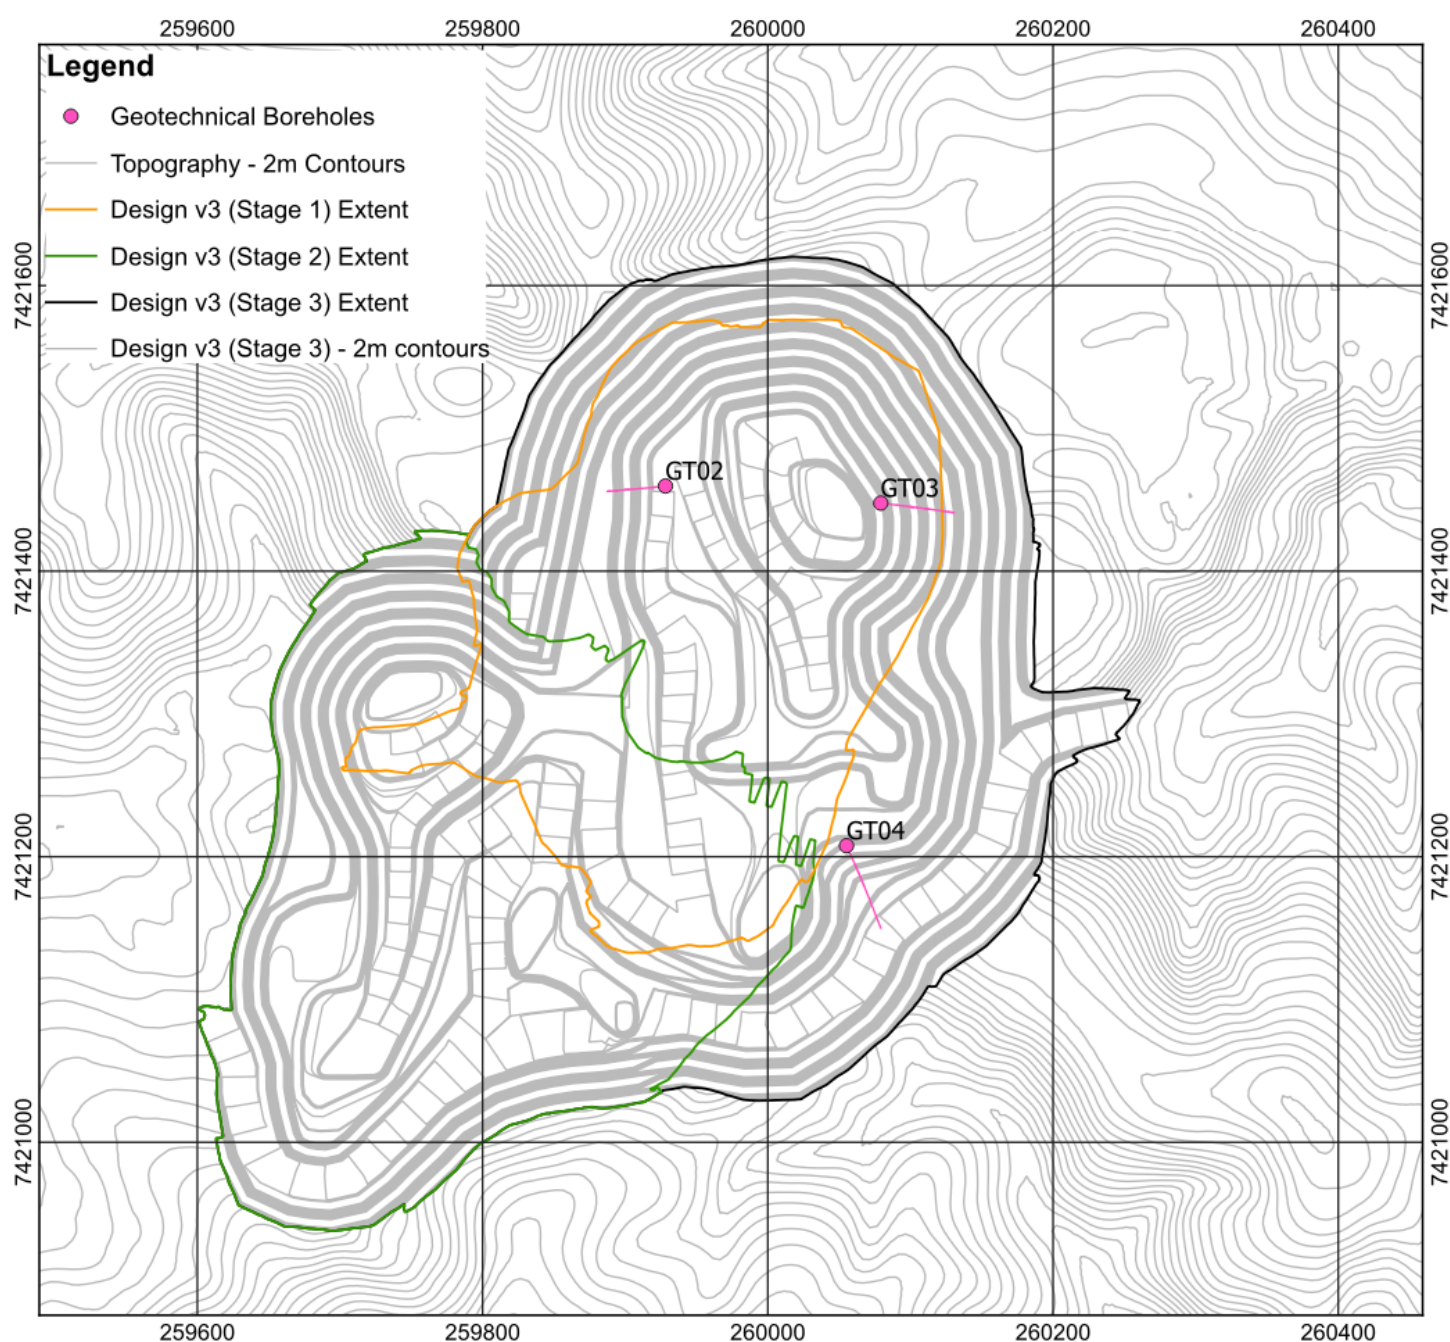 259600 259800 260000 260200 260400
Legend
Geotechnical Boreholes
Topography - 2m Contours
Design v3 (Stage 1) Extent
Design v3 (Stage 2) Extent
Design v3 (Stage 3) Extent
Design v3 (Stage 3) - 2m contours
7421600 7421600
GT02
GT03
7421400 7421400
GT04
7421200 7421200
7421000 7421000
259600 259800 260000 260200 260400